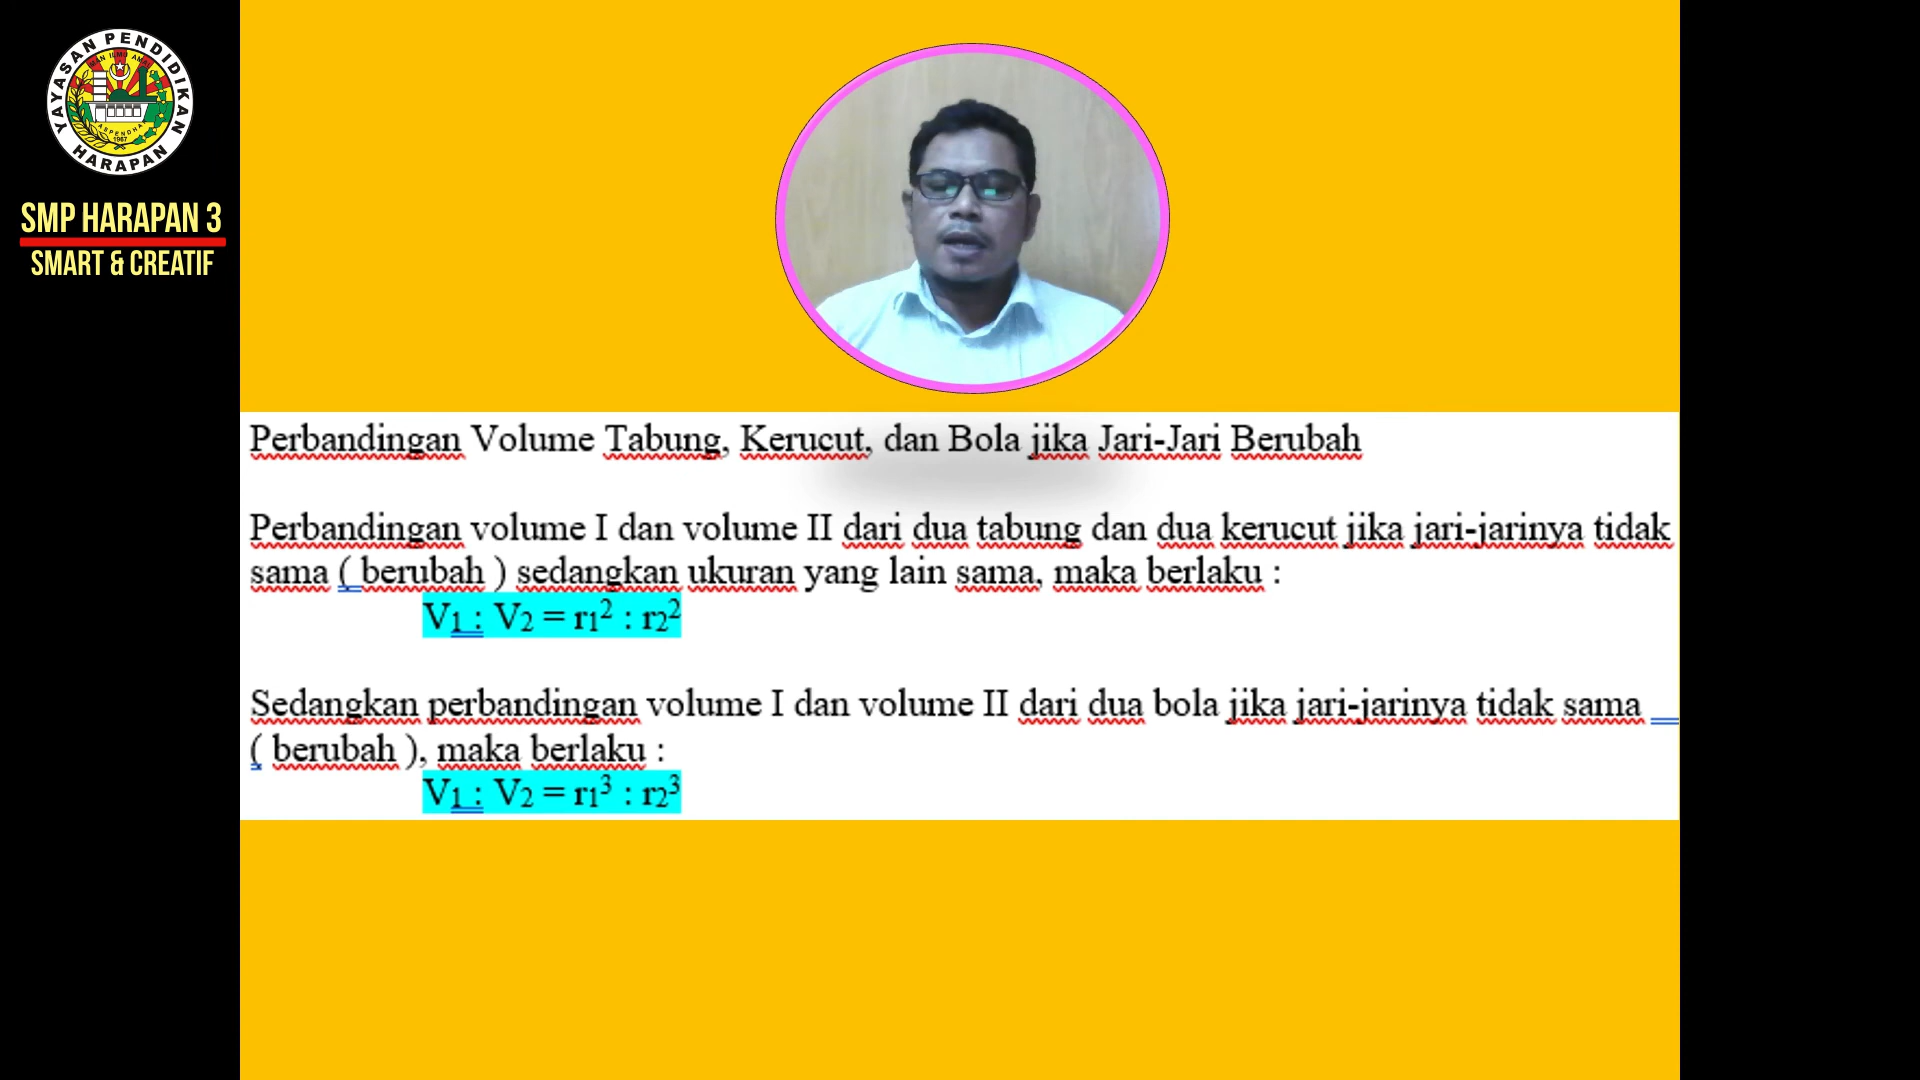 YAYASAN PENDIDIKAN
HARAPAN
ASPENDHAR
1967
SMP HARAPAN 3
SMART & CREATIF
Perbandingan Volume Tabung, Kerucut, dan Bola jika Jari-Jari Berubah
Perbandingan volume I dan volume II dari dua tabung dan dua kerucut jika jari-jarinya tidak
sama ( berubah ) sedangkan ukuran yang lain sama, maka berlaku :
V₁ : V₂ = r₁² : r₂²
Sedangkan perbandingan volume I dan volume II dari dua bola jika jari-jarinya tidak sama
( berubah ), maka berlaku :
V₁ : V₂ = r₁³ : r₂³